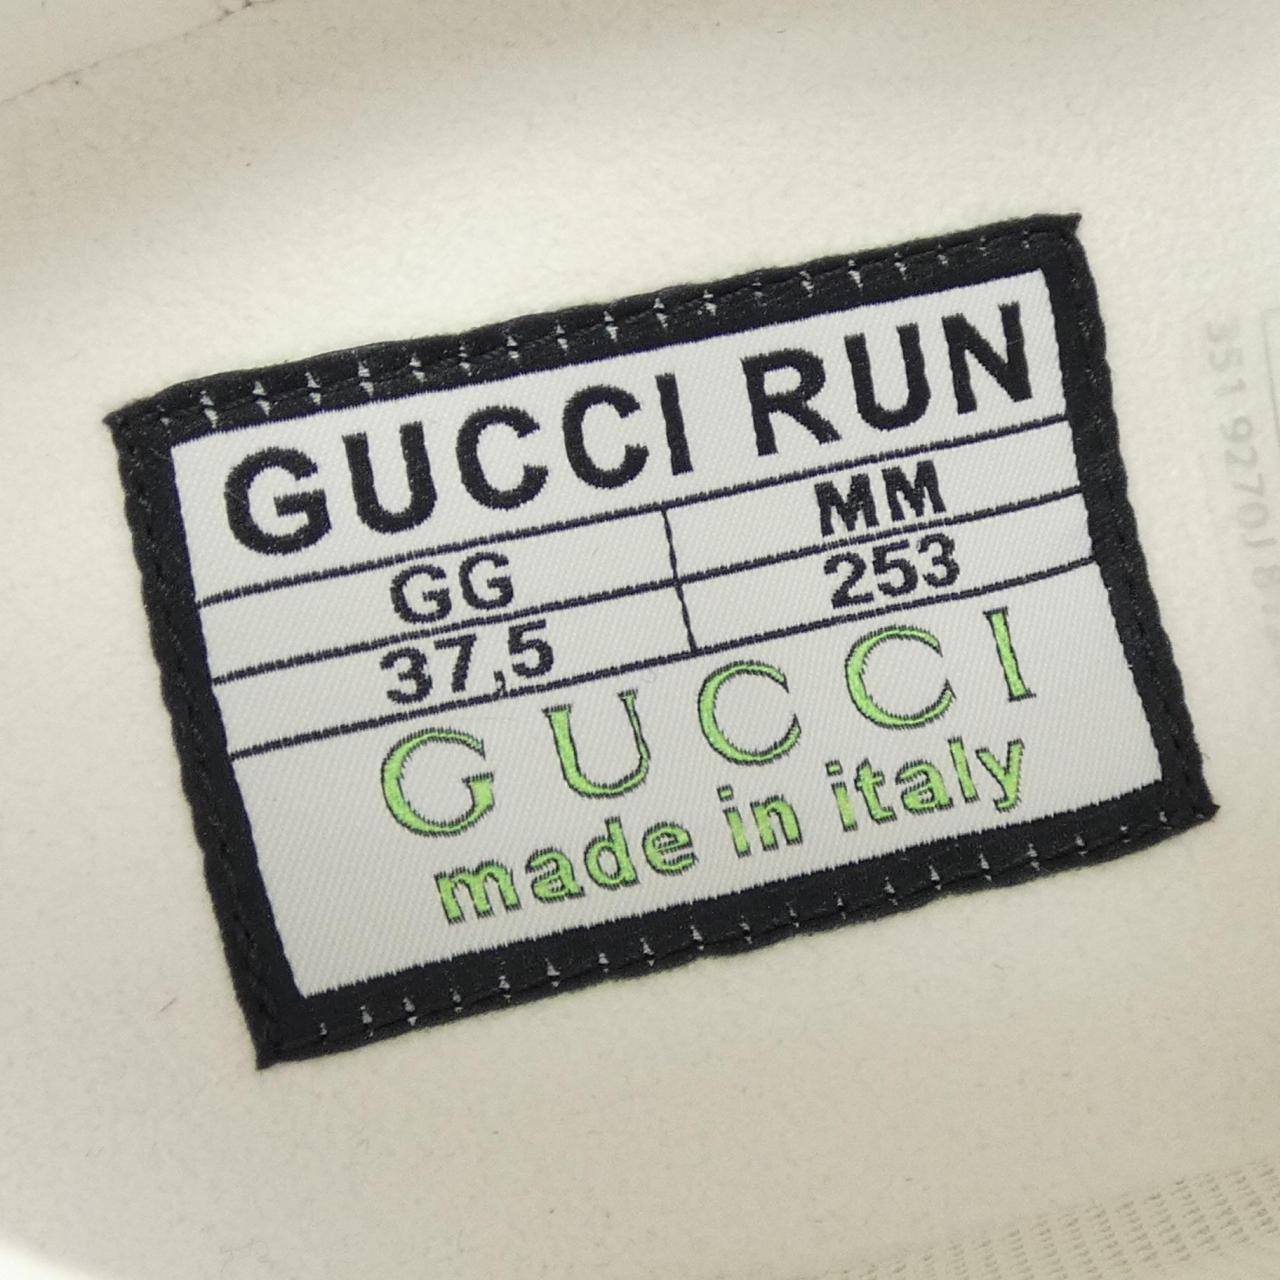 GUCCI RUN
GG MM
37,5 253
GUCCI
made in italy